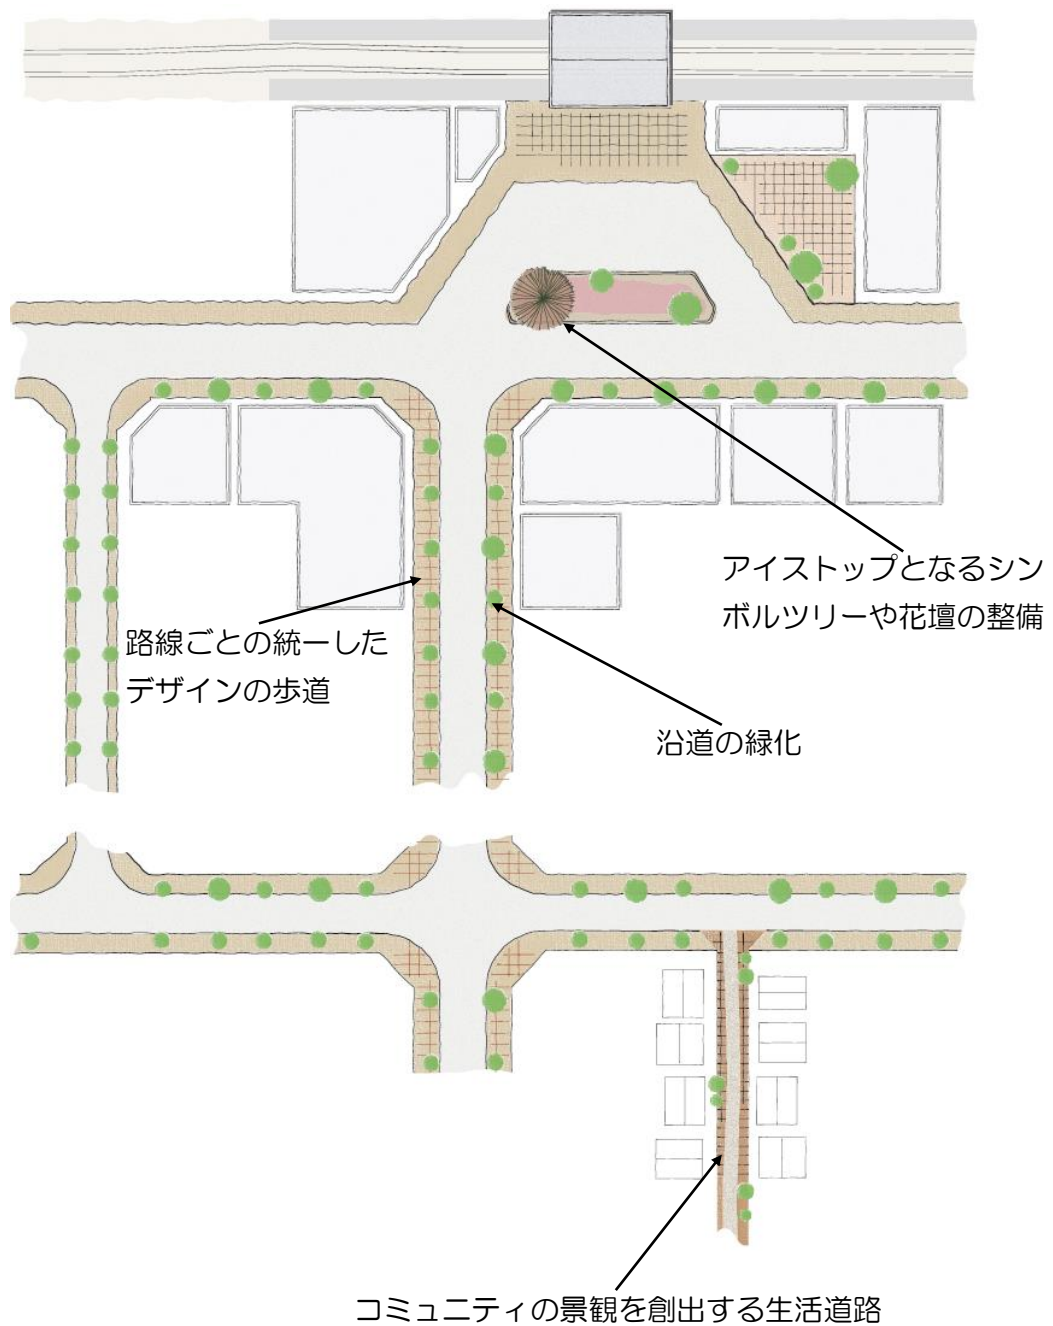 アイストップとなるシン
ボルツリーや花壇の整備
路線ごとの統一した
デザインの歩道
沿道の緑化
コミュニティの景観を創出する生活道路